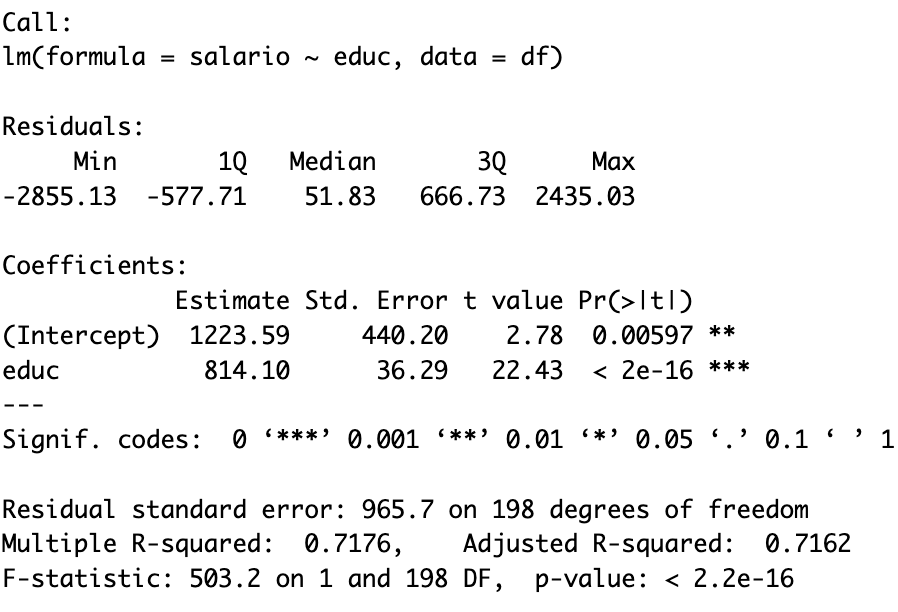 Call:
lm(formula = salario ~ educ, data = df)

Residuals:
     Min       1Q   Median       3Q      Max
-2855.13  -577.71    51.83   666.73  2435.03

Coefficients:
            Estimate Std. Error t value Pr(>|t|)
(Intercept)  1223.59     440.20    2.78  0.00597 **
educ          814.10      36.29   22.43  < 2e-16 ***
---
Signif. codes:  0 ‘***’ 0.001 ‘**’ 0.01 ‘*’ 0.05 ‘.’ 0.1 ‘ ’ 1

Residual standard error: 965.7 on 198 degrees of freedom
Multiple R-squared:  0.7176,    Adjusted R-squared:  0.7162
F-statistic: 503.2 on 1 and 198 DF,  p-value: < 2.2e-16